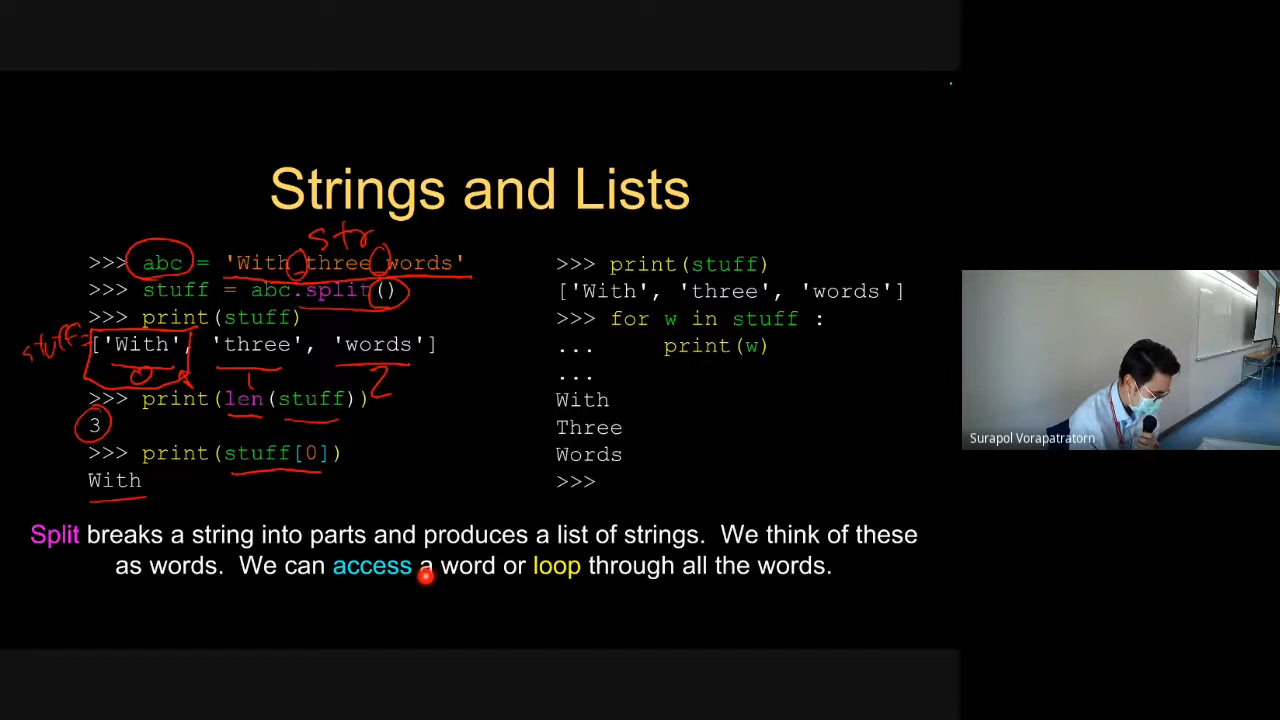 Strings and Lists
str
>>> abc = 'With three words'
>>> stuff = abc.split()
>>> print(stuff)
stuff=
['With', 'three', 'words']
0 1 2
>>> print(len(stuff))
3
>>> print(stuff[0])
With
>>> print(stuff)
['With', 'three', 'words']
>>> for w in stuff :
... print(w)
...
With
Three
Words
>>>
Split breaks a string into parts and produces a list of strings. We think of these
as words. We can access a word or loop through all the words.
Surapol Vorapatratorn